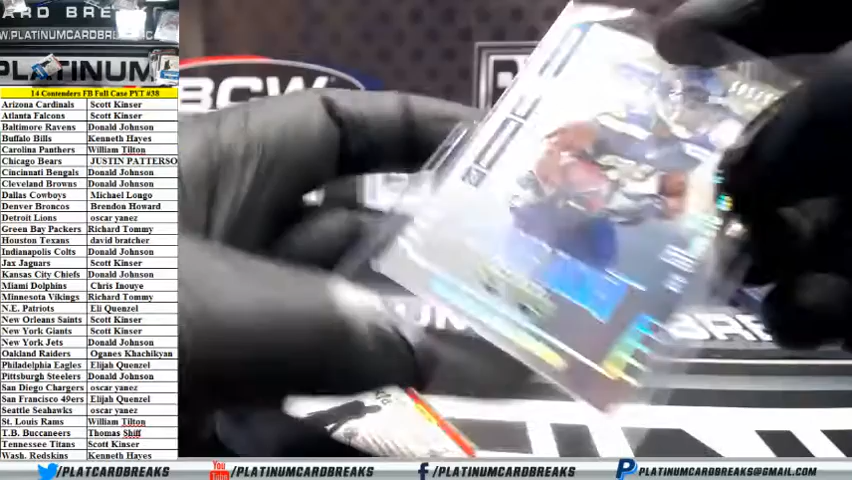 ARD BRE
W.PLATINUMCARDBREAKS.
PLATINUM
14 Contenders FB Full Case PYT #38
Arizona Cardinals Scott Kinser
Atlanta Falcons Scott Kinser
Baltimore Ravens Donald Johnson
Buffalo Bills Kenneth Hayes
Carolina Panthers William Tilton
Chicago Bears JUSTIN PATTERSO
Cincinnati Bengals Donald Johnson
Cleveland Browns Donald Johnson
Dallas Cowboys Michael Longo
Denver Broncos Brendon Howard
Detroit Lions oscar yanez
Green Bay Packers Richard Tommy
Houston Texans david bratcher
Indianapolis Colts Donald Johnson
Jax Jaguars Scott Kinser
Kansas City Chiefs Donald Johnson
Miami Dolphins Chris Inouye
Minnesota Vikings Richard Tommy
N.E. Patriots Eli Quenzel
New Orleans Saints Scott Kinser
New York Giants Scott Kinser
New York Jets Donald Johnson
Oakland Raiders Oganes Khachikyan
Philadelphia Eagles Elijah Quenzel
Pittsburgh Steelers Donald Johnson
San Diego Chargers oscar yanez
San Francisco 49ers Elijah Quenzel
Seattle Seahawks oscar yanez
St. Louis Rams William Tilton
T.B. Buccaneers Thomas Shiff
Tennessee Titans Scott Kinser
Wash. Redskins Kenneth Hayes
BCW
/PLATCARDBREAKS
You Tube /PLATINUMCARDBREAKS
/PLATINUMCARDBREAKS
PLATINUMCARDBREAKS@GMAIL.COM